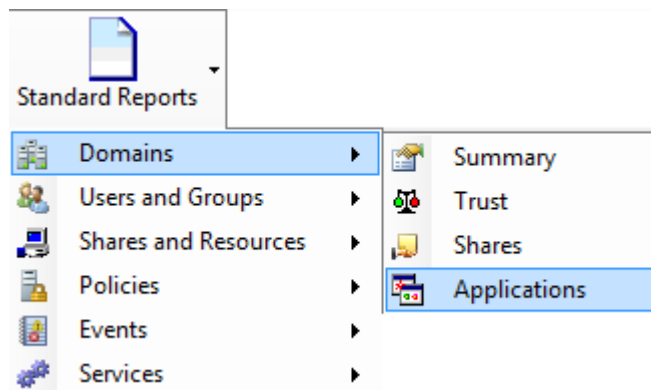 Standard Reports
Domains
Users and Groups
Shares and Resources
Policies
Events
Services
Summary
Trust
Shares
Applications